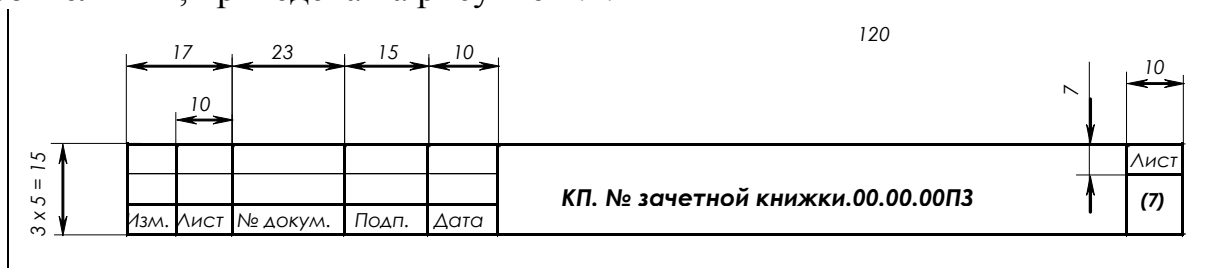 120
17 23 15 10 10
10 7
3 x 5 = 15
Лист
КП. № зачетной книжки.00.00.00ПЗ (7)
Изм. Лист № докум. Подп. Дата